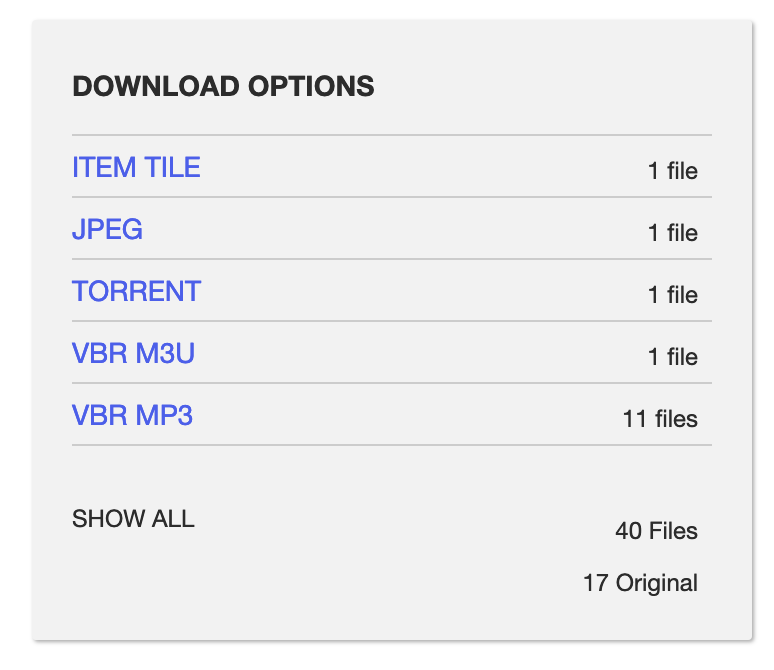 DOWNLOAD OPTIONS
ITEM TILE 1 file
JPEG 1 file
TORRENT 1 file
VBR M3U 1 file
VBR MP3 11 files
SHOW ALL 40 Files
17 Original